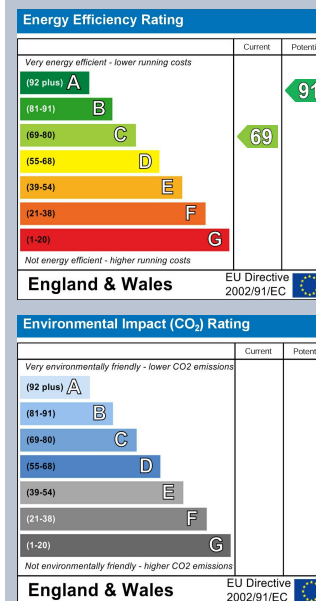 Energy Efficiency Rating
Current Potenti
Very energy efficient - lower running costs
(92 plus) A
91
(81-91) B
(69-80) C 69
(55-68) D
(39-54) E
(21-38) F
(1-20) G
Not energy efficient - higher running costs
England & Wales EU Directive 2002/91/EC
Environmental Impact (CO₂) Rating
Current Potent
Very environmentally friendly - lower CO2 emissions
(92 plus) A
(81-91) B
(69-80) C
(55-68) D
(39-54) E
(21-38) F
(1-20) G
Not environmentally friendly - higher CO2 emissions
England & Wales EU Directive 2002/91/EC